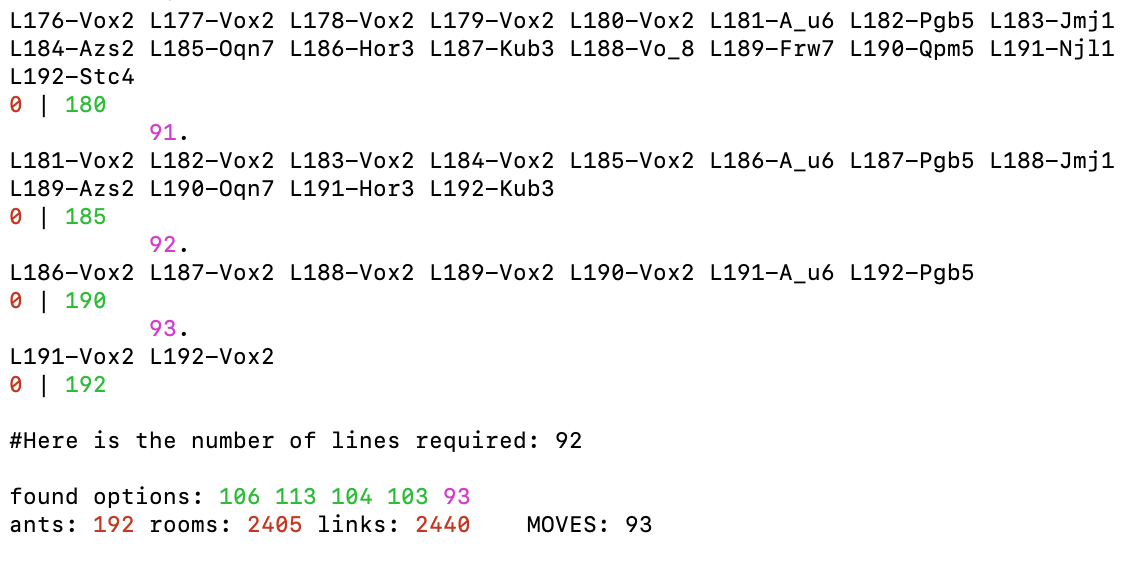 L176-Vox2 L177-Vox2 L178-Vox2 L179-Vox2 L180-Vox2 L181-A_u6 L182-Pgb5 L183-Jmj1
L184-Azs2 L185-Oqn7 L186-Hor3 L187-Kub3 L188-Vo_8 L189-Frw7 L190-Qpm5 L191-Njl1
L192-Stc4
0 | 180
91.
L181-Vox2 L182-Vox2 L183-Vox2 L184-Vox2 L185-Vox2 L186-A_u6 L187-Pgb5 L188-Jmj1
L189-Azs2 L190-Oqn7 L191-Hor3 L192-Kub3
0 | 185
92.
L186-Vox2 L187-Vox2 L188-Vox2 L189-Vox2 L190-Vox2 L191-A_u6 L192-Pgb5
0 | 190
93.
L191-Vox2 L192-Vox2
0 | 192
#Here is the number of lines required: 92
found options: 106 113 104 103 93
ants: 192 rooms: 2405 links: 2440 MOVES: 93